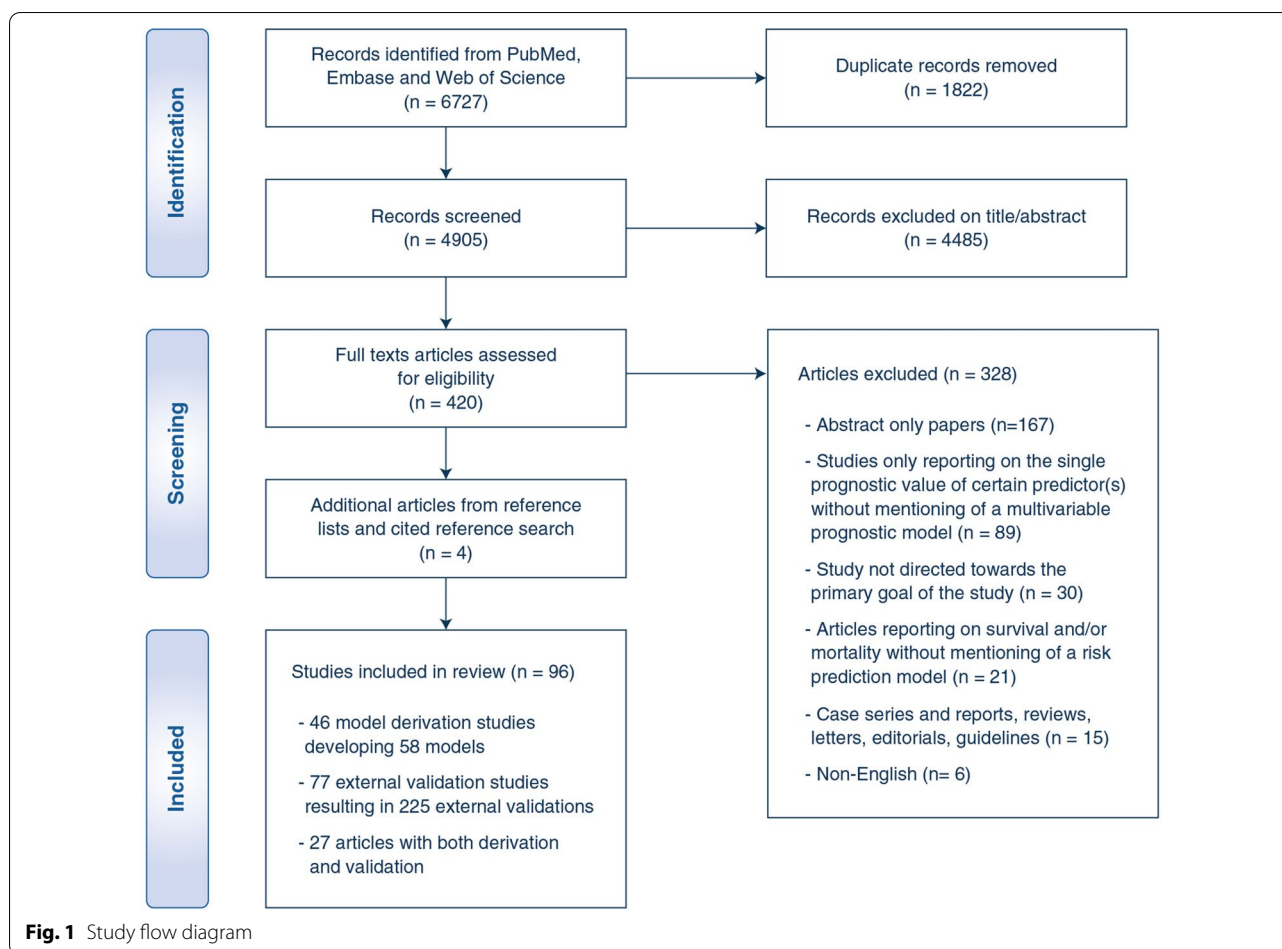 Identification
Records identified from PubMed,
Embase and Web of Science
(n = 6727)
Duplicate records removed
(n = 1822)
Records screened
(n = 4905)
Records excluded on title/abstract
(n = 4485)
Screening
Full texts articles assessed
for eligibility
(n = 420)
Articles excluded (n = 328)
- Abstract only papers (n=167)
- Studies only reporting on the single
prognostic value of certain predictor(s)
without mentioning of a multivariable
prognostic model (n = 89)
- Study not directed towards the
primary goal of the study (n = 30)
- Articles reporting on survival and/or
mortality without mentioning of a risk
prediction model (n = 21)
- Case series and reports, reviews,
letters, editorials, guidelines (n = 15)
- Non-English (n= 6)
Additional articles from reference
lists and cited reference search
(n = 4)
Included
Studies included in review (n = 96)
- 46 model derivation studies
developing 58 models
- 77 external validation studies
resulting in 225 external validations
- 27 articles with both derivation
and validation
Fig. 1 Study flow diagram